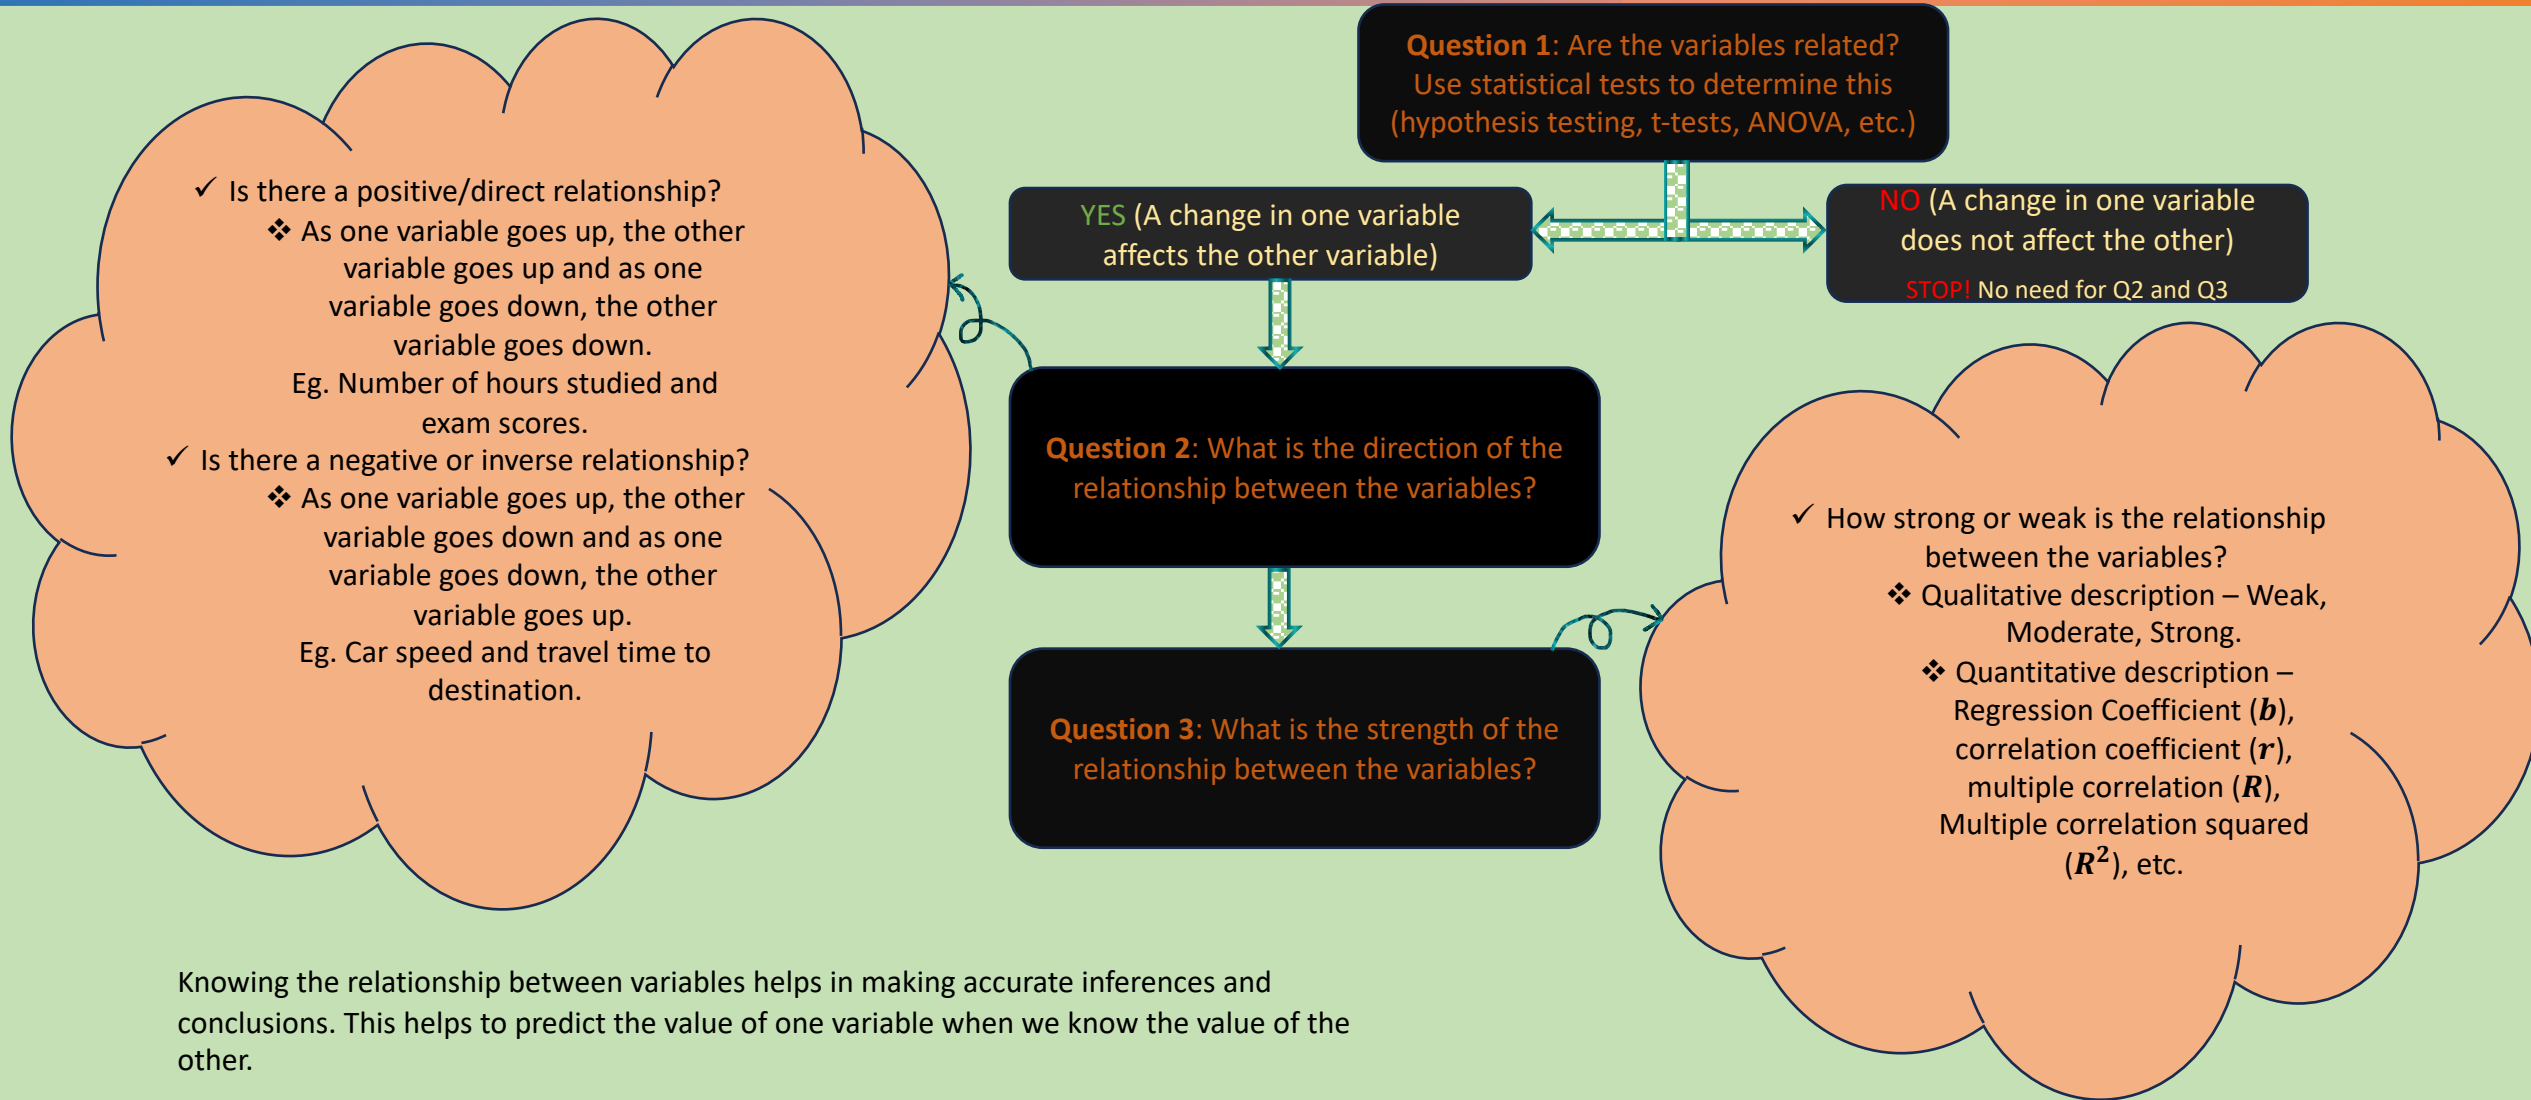 Question 1: Are the variables related?
Use statistical tests to determine this
(hypothesis testing, t-tests, ANOVA, etc.)
YES (A change in one variable
affects the other variable)
NO (A change in one variable
does not affect the other)
STOP! No need for Q2 and Q3
Question 2: What is the direction of the
relationship between the variables?
✓ Is there a positive/direct relationship?
❖ As one variable goes up, the other
variable goes up and as one
variable goes down, the other
variable goes down.
Eg. Number of hours studied and
exam scores.
✓ Is there a negative or inverse relationship?
❖ As one variable goes up, the other
variable goes down and as one
variable goes down, the other
variable goes up.
Eg. Car speed and travel time to
destination.
Question 3: What is the strength of the
relationship between the variables?
✓ How strong or weak is the relationship
between the variables?
❖ Qualitative description – Weak,
Moderate, Strong.
❖ Quantitative description –
Regression Coefficient (b),
correlation coefficient (r),
multiple correlation (R),
Multiple correlation squared
(R²), etc.
Knowing the relationship between variables helps in making accurate inferences and
conclusions. This helps to predict the value of one variable when we know the value of the
other.